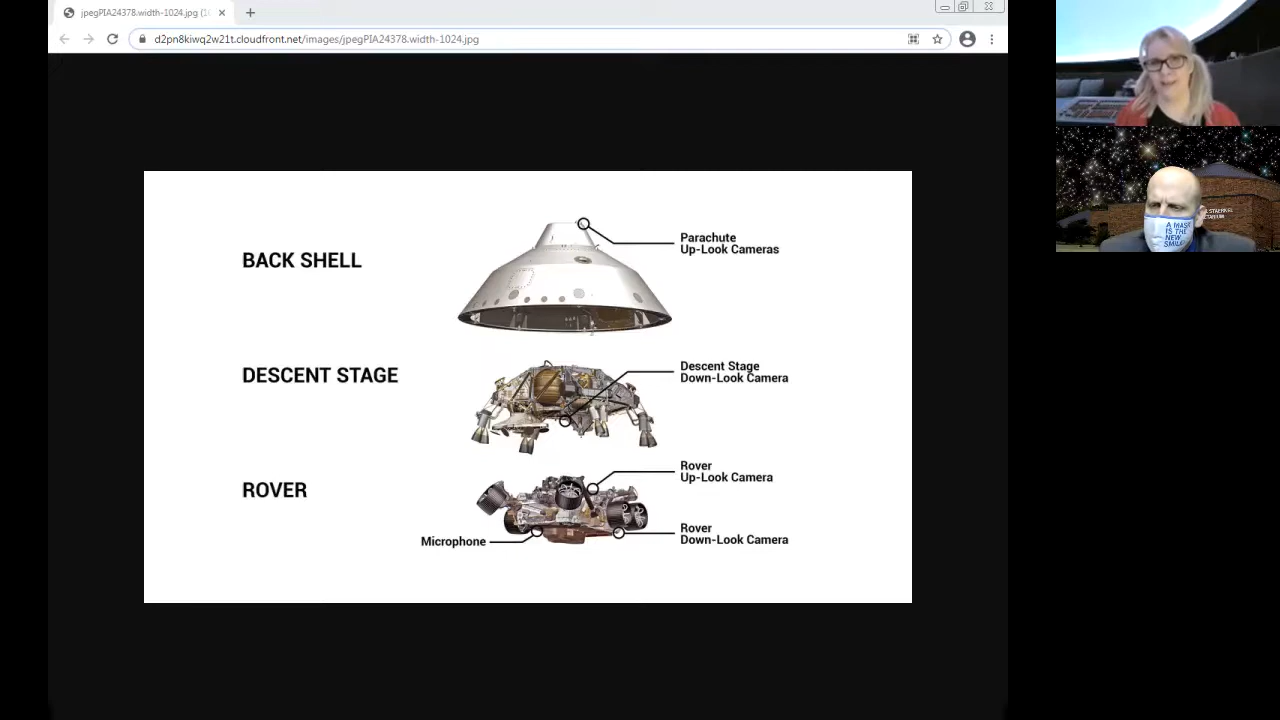 jpegPIA24378.width-1024.jpg (1
d2pn8kiwq2w21t.cloudfront.net/images/jpegPIA24378.width-1024.jpg
BACK SHELL
Parachute
Up-Look Cameras
DESCENT STAGE
Descent Stage
Down-Look Camera
ROVER
Rover
Up-Look Camera
Rover
Down-Look Camera
Microphone
A MASK
IS THE
NEW
SMILE